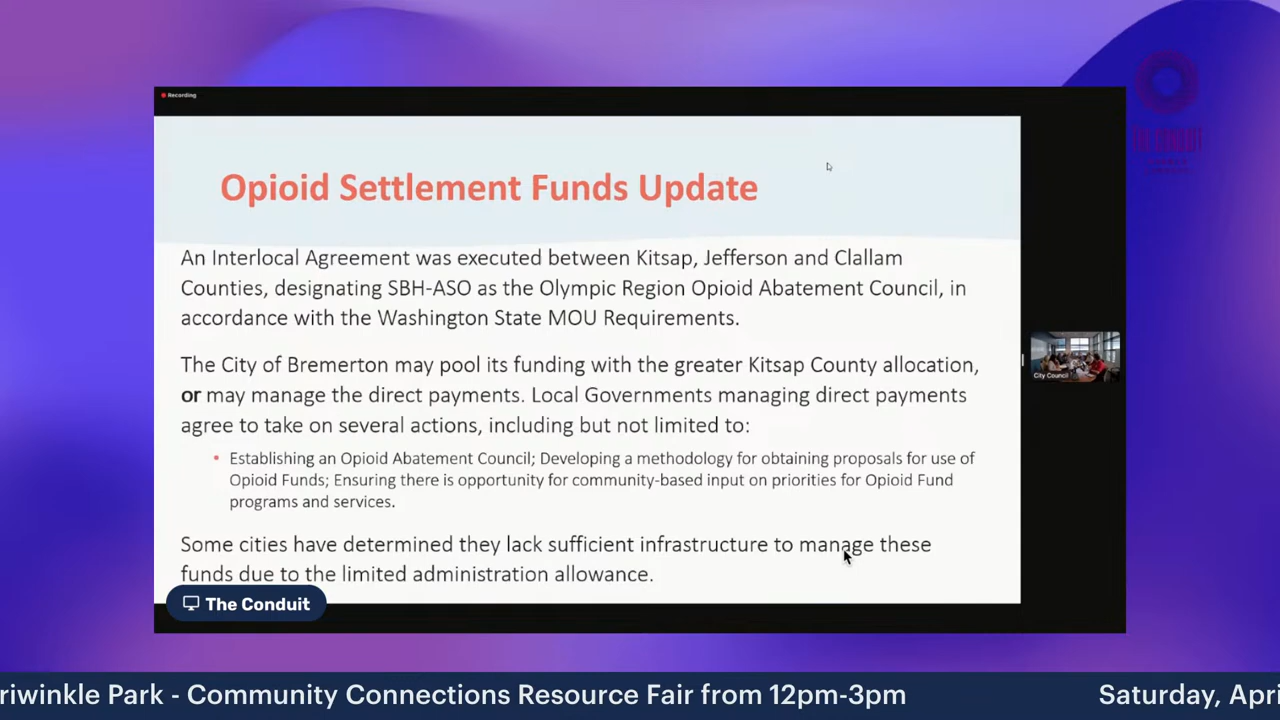 Recording
Opioid Settlement Funds Update
An Interlocal Agreement was executed between Kitsap, Jefferson and Clallam
Counties, designating SBH-ASO as the Olympic Region Opioid Abatement Council, in
accordance with the Washington State MOU Requirements.
The City of Bremerton may pool its funding with the greater Kitsap County allocation,
or may manage the direct payments. Local Governments managing direct payments
agree to take on several actions, including but not limited to:
Establishing an Opioid Abatement Council; Developing a methodology for obtaining proposals for use of
Opioid Funds; Ensuring there is opportunity for community-based input on priorities for Opioid Fund
programs and services.
Some cities have determined they lack sufficient infrastructure to manage these
funds due to the limited administration allowance.
City Council
THE CONDUIT
The Conduit
riwinkle Park - Community Connections Resource Fair from 12pm-3pm Saturday, Apri